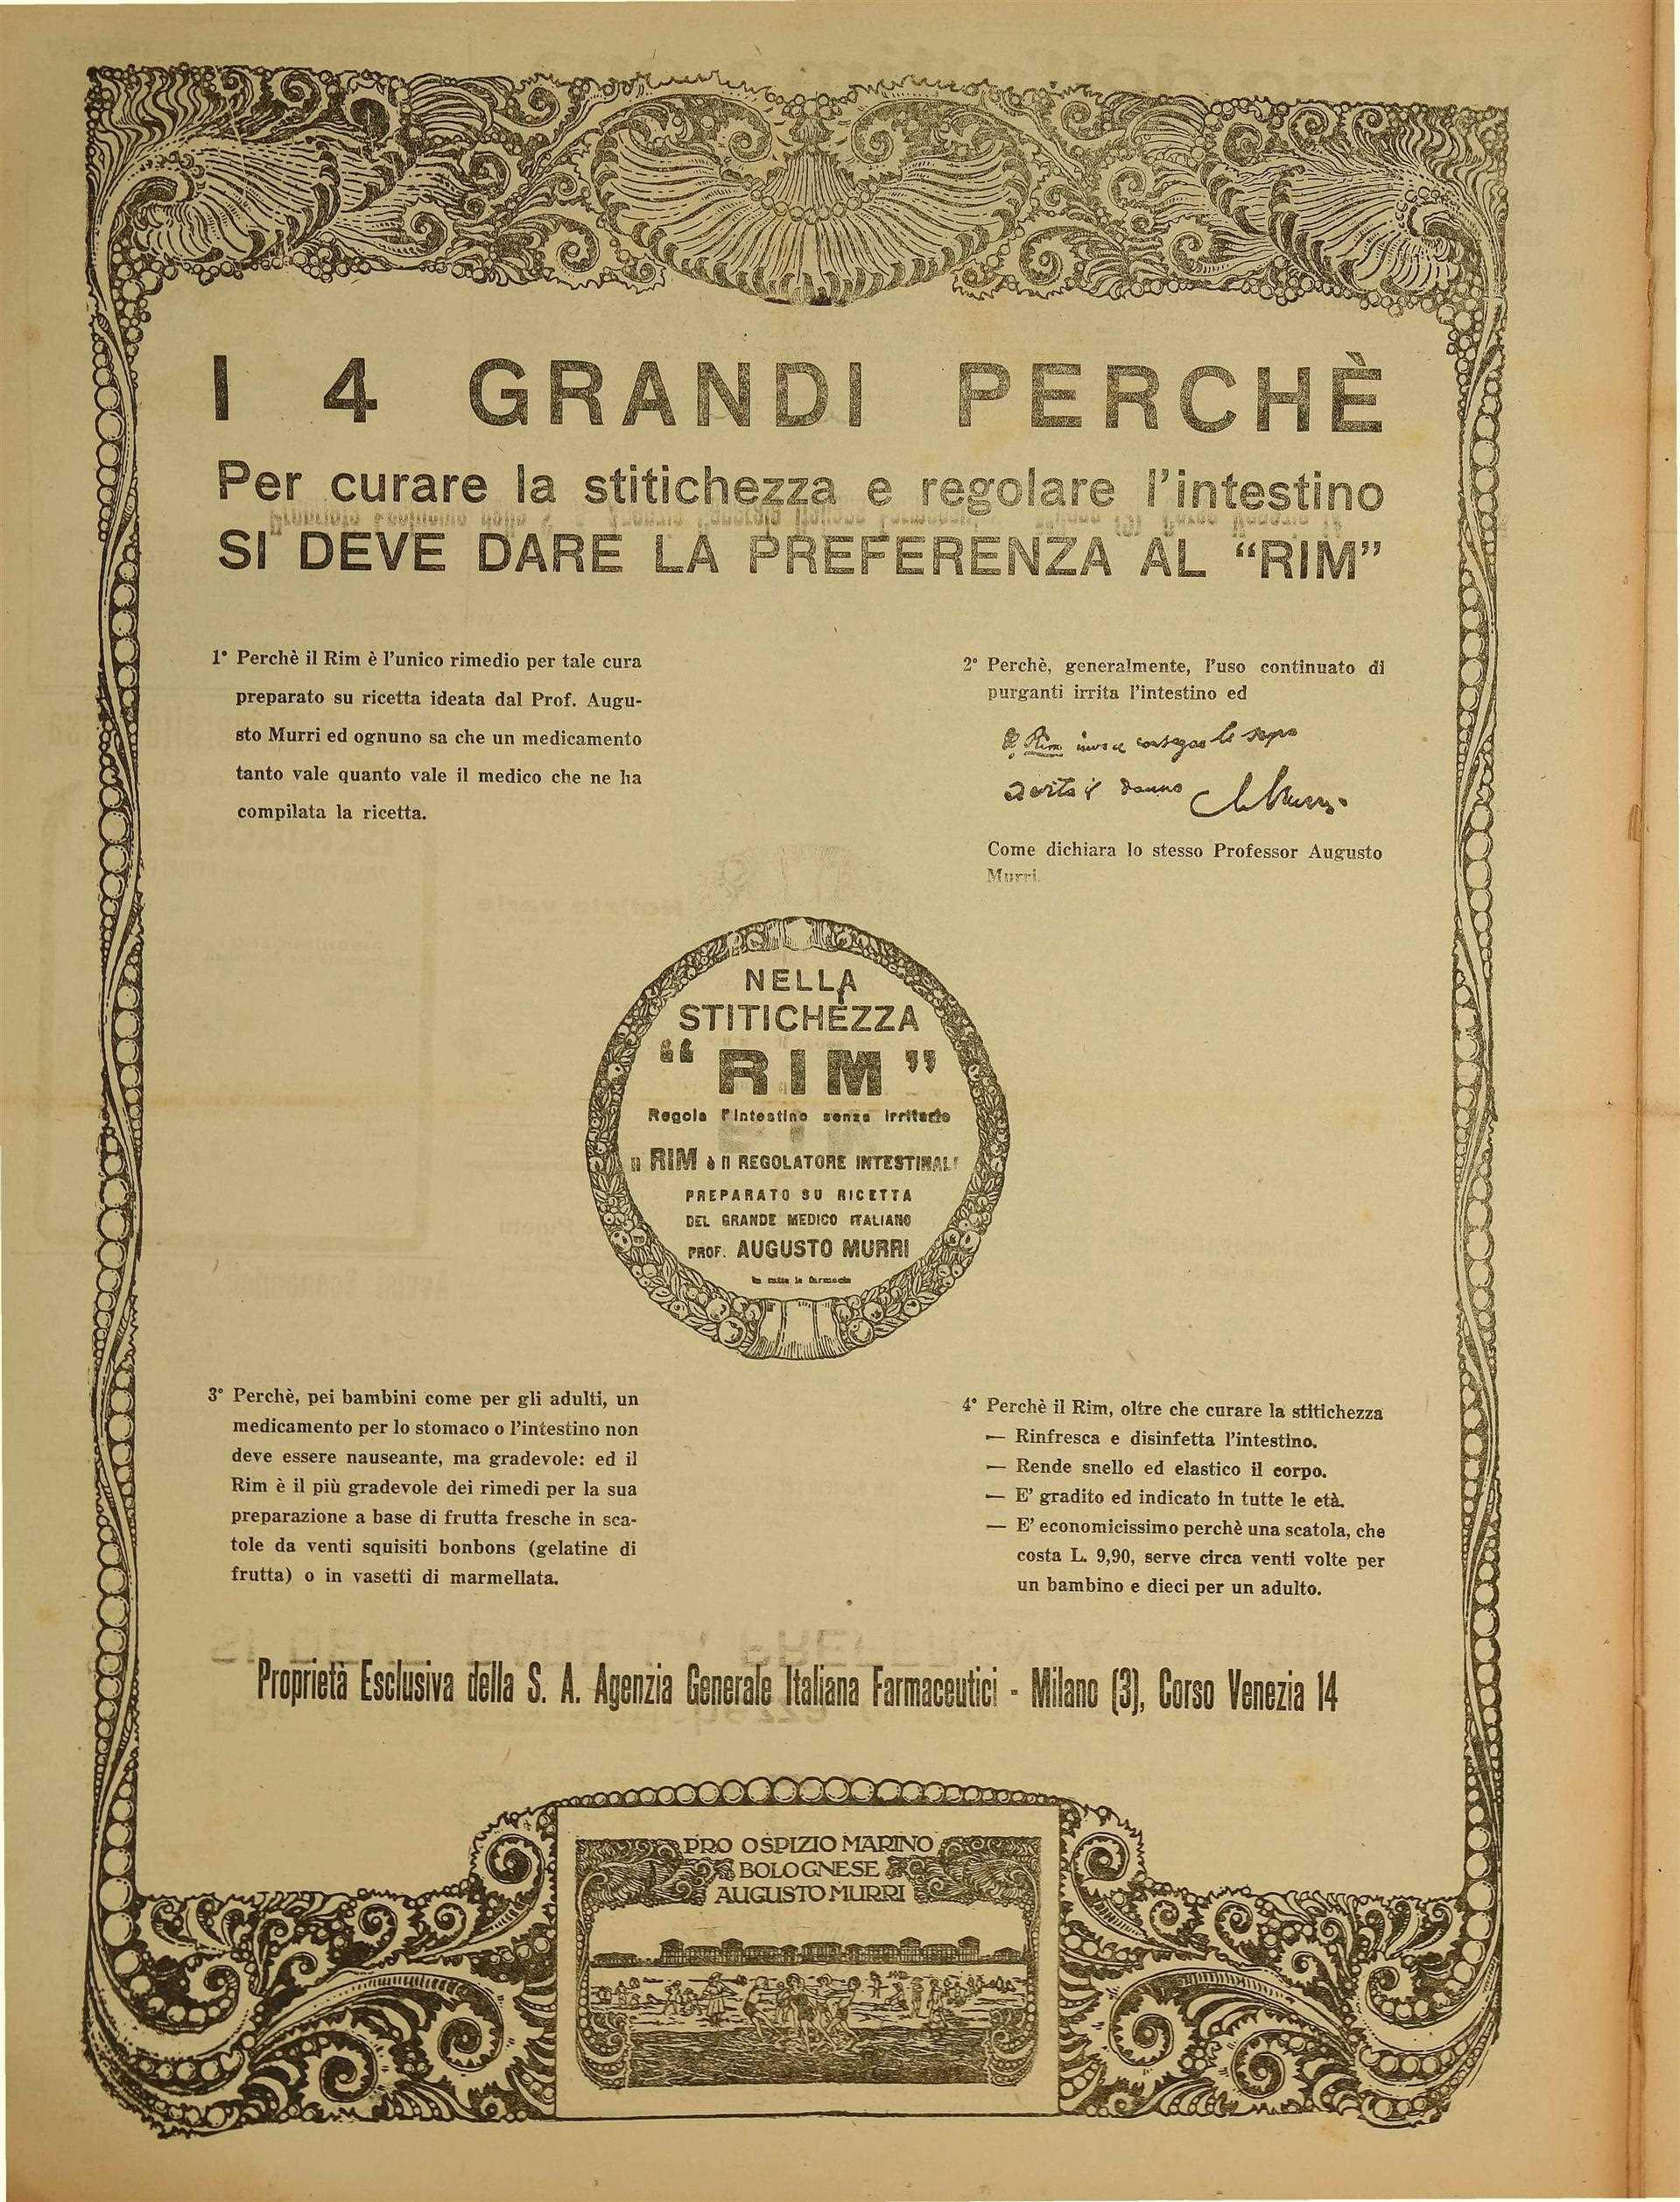 I 4 GRANDI PERCHÈ
Per curare la stitichezza e regolare l'intestino
SI DEVE DARE LA PREFERENZA AL “RIM”
1° Perchè il Rim è l'unico rimedio per tale cura
preparato su ricetta ideata dal Prof. Augu-
sto Murri ed ognuno sa che un medicamento
tanto vale quanto vale il medico che ne ha
compilata la ricetta.
2° Perchè, generalmente, l'uso continuato di
purganti irrita l'intestino ed
il Rim invece
evita il danno
Come dichiara lo stesso Professor Augusto
Murri.
NELLA
STITICHEZZA
“RIM”
Regola l'intestino senza irritarlo
Il RIM è il REGOLATORE INTESTINALE
PREPARATO SU RICETTA
DEL GRANDE MEDICO ITALIANO
PROF. AUGUSTO MURRI
In tutte le farmacie
3° Perchè, pei bambini come per gli adulti, un
medicamento per lo stomaco o l'intestino non
deve essere nauseante, ma gradevole: ed il
Rim è il più gradevole dei rimedi per la sua
preparazione a base di frutta fresche in sca-
tole da venti squisiti bonbons (gelatine di
frutta) o in vasetti di marmellata.
4° Perchè il Rim, oltre che curare la stitichezza
— Rinfresca e disinfetta l'intestino.
— Rende snello ed elastico il corpo.
— E' gradito ed indicato in tutte le età.
— E' economicissimo perchè una scatola, che
costa L. 9,90, serve circa venti volte per
un bambino e dieci per un adulto.
Proprietà Esclusiva della S. A. Agenzia Generale Italiana Farmaceutici - Milano (3), Corso Venezia 14
PRO OSPIZIO MARINO
BOLOGNESE
AUGUSTO MURRI